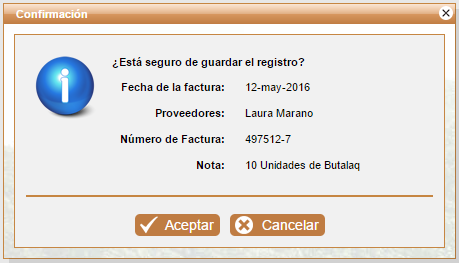 Confirmación
¿Está seguro de guardar el registro?
Fecha de la factura: 12-may-2016
Proveedores: Laura Marano
Número de Factura: 497512-7
Nota: 10 Unidades de Butalaq
Aceptar Cancelar